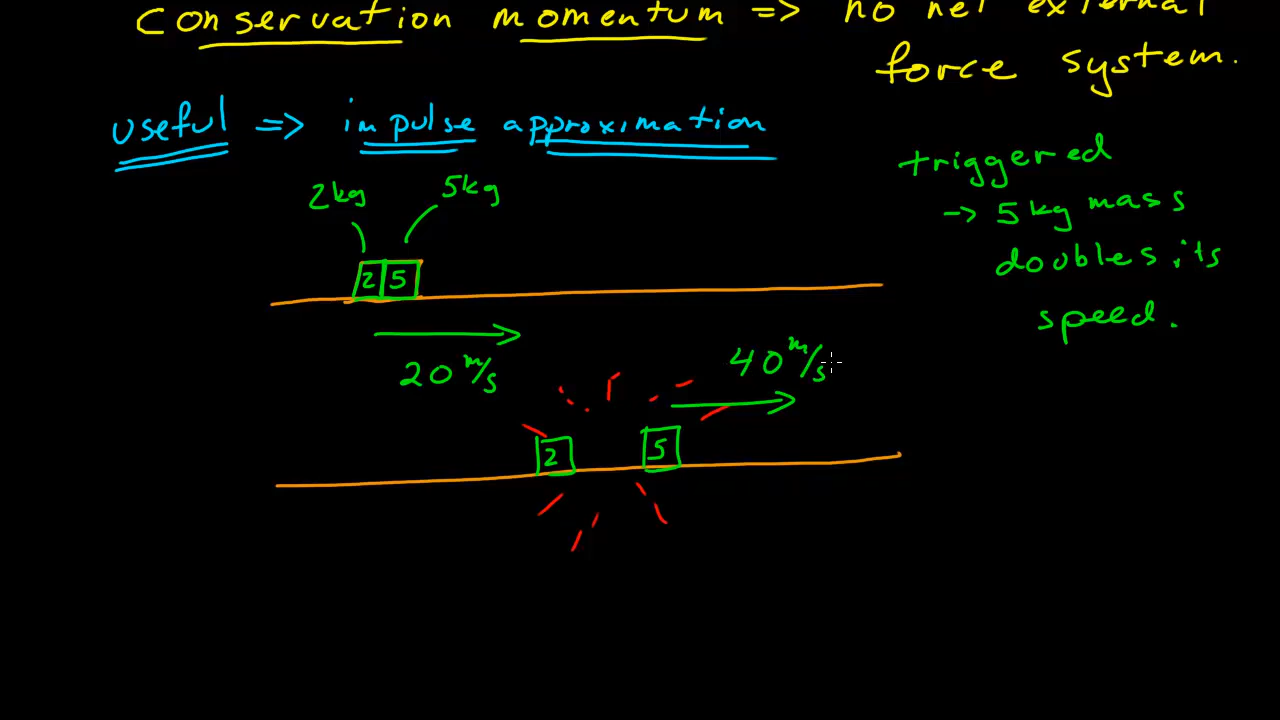 conservation momentum => no net external
force system.
useful => impulse approximation
triggered
-> 5kg mass
doubles its
speed.
2kg 5kg
2 5
20 m/s
40 m/s
2 5